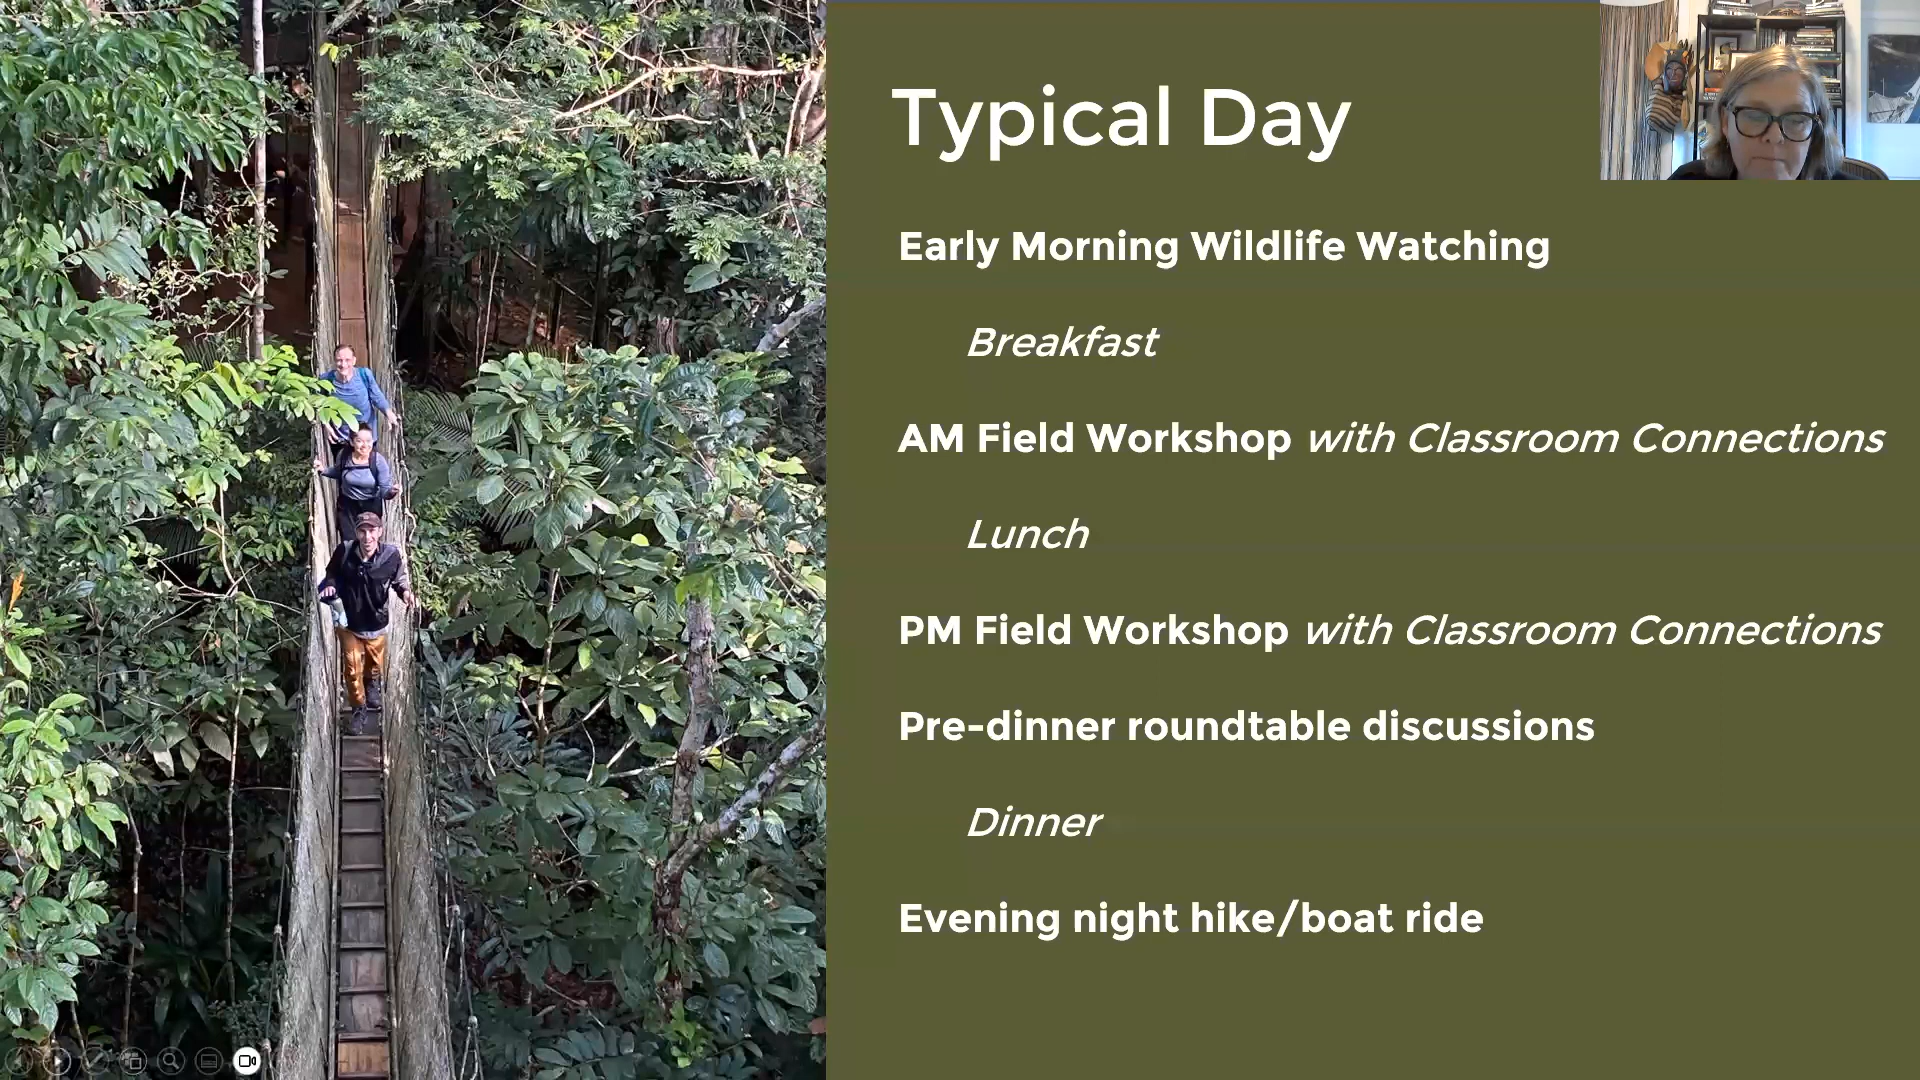 Typical Day
Early Morning Wildlife Watching
Breakfast
AM Field Workshop with Classroom Connections
Lunch
PM Field Workshop with Classroom Connections
Pre-dinner roundtable discussions
Dinner
Evening night hike/boat ride